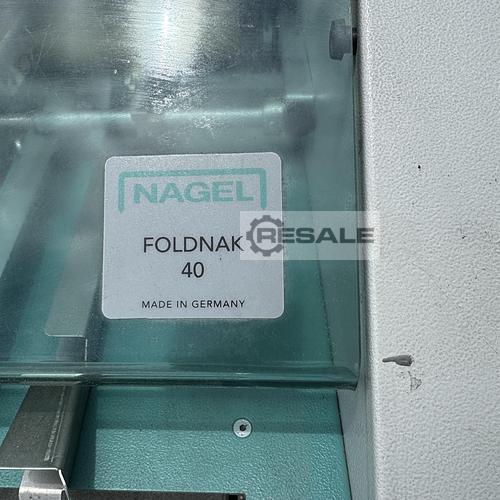 NAGEL
FOLDNAK
40
MADE IN GERMANY
RESALE